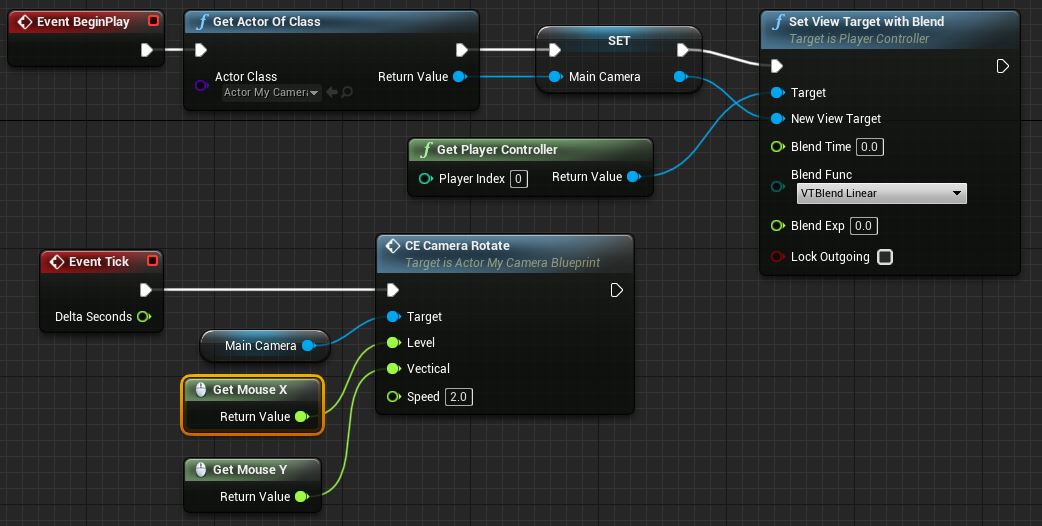 Event BeginPlay
f Get Actor Of Class
Actor Class
Actor My Camer
Return Value
SET
Main Camera
f Set View Target with Blend
Target is Player Controller
Target
New View Target
Blend Time 0.0
Blend Func
VTBlend Linear
Blend Exp 0.0
Lock Outgoing
f Get Player Controller
Player Index 0
Return Value
Event Tick
Delta Seconds
CE Camera Rotate
Target is Actor My Camera Blueprint
Target
Level
Vectical
Speed 2.0
Main Camera
Get Mouse X
Return Value
Get Mouse Y
Return Value